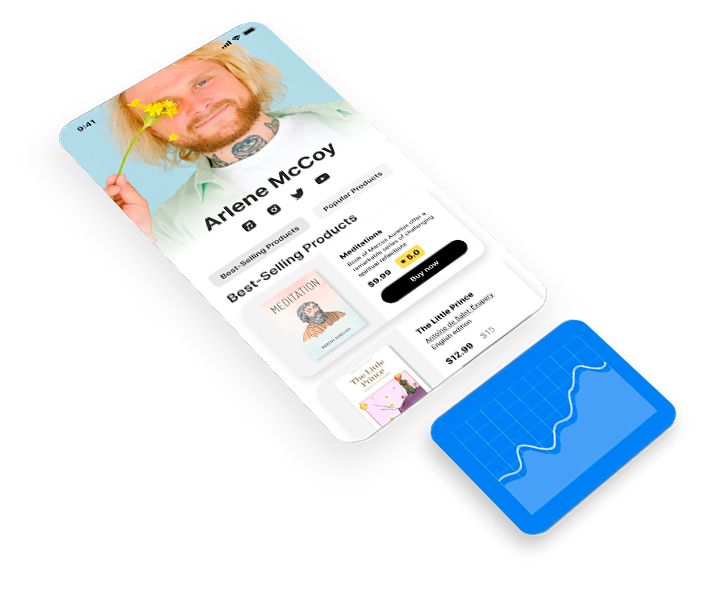 9:41
Arlene McCoy
Best-Selling Products
Popular Products
Best-Selling Products
MEDITATION
MARCUS AURELIUS
Meditations
Book of Marcus Aurelius offer a
remarkable series of challenging
spiritual reflections
$9.99
★ 5.0
Buy now
The Little
Prince
The Little Prince
Antoine de Saint-Exupery
English edition
$12.99
$15